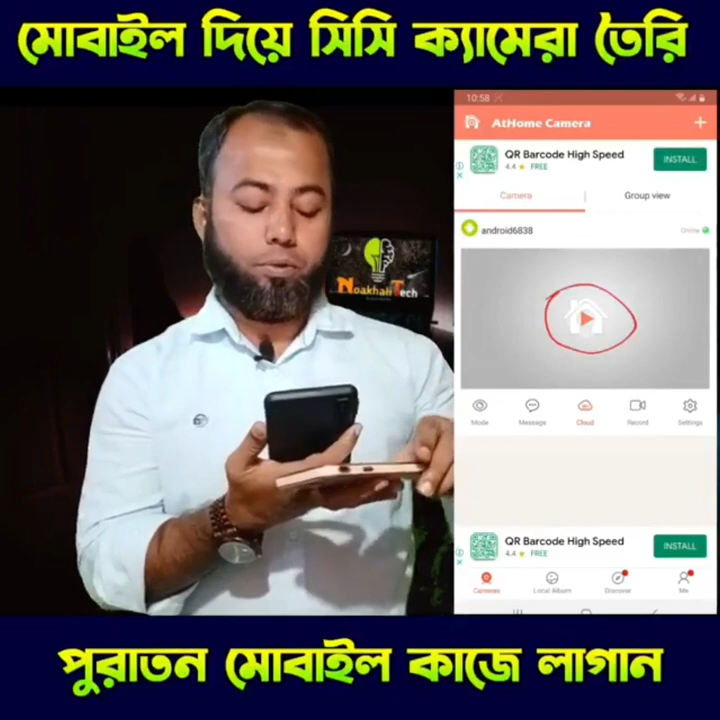 মোবাইল দিয়ে সিসি ক্যামেরা তৈরি
10:58
AtHome Camera
QR Barcode High Speed
4.4 ★ FREE
INSTALL
Camera
Group view
android6838
Online
NoakhaliTech
Mode
Message
Cloud
Record
Settings
QR Barcode High Speed
4.4 ★ FREE
INSTALL
Cameras
Local Album
Discover
Me
পুরাতন মোবাইল কাজে লাগান